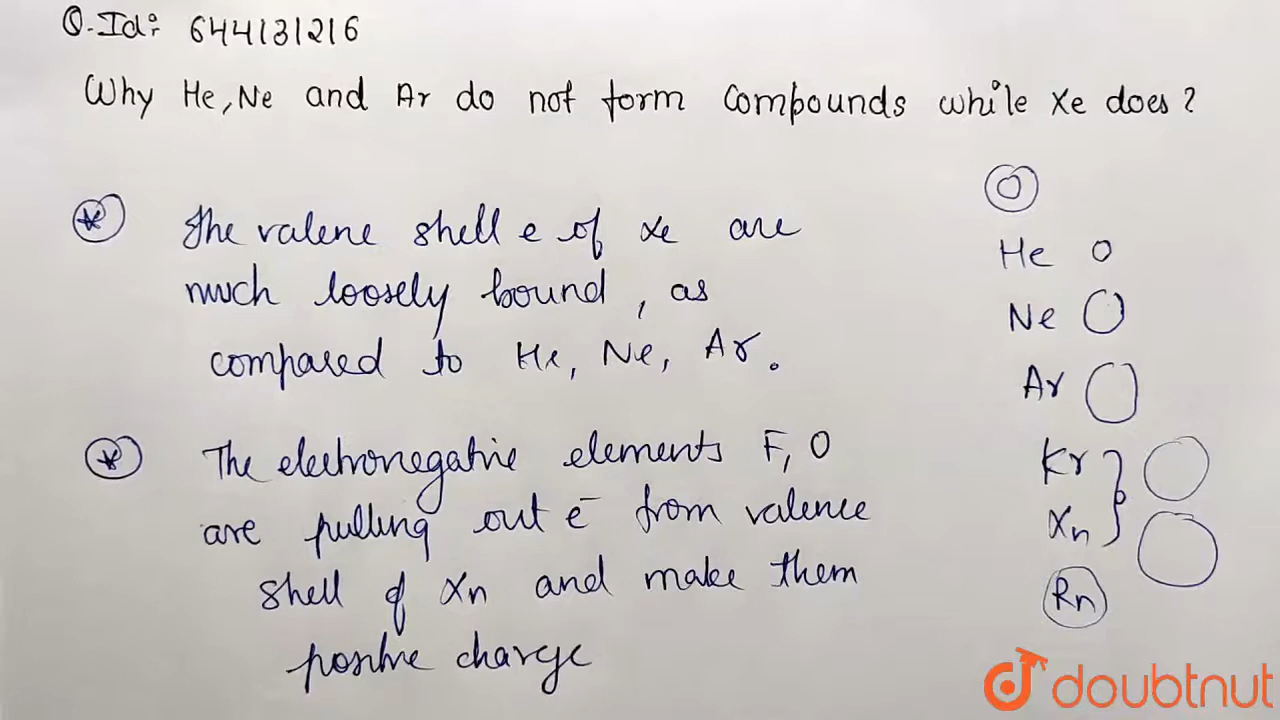 Q.Id: 644131216
Why He, Ne and Ar do not form Compounds while Xe does?
The valene shell e of xe are
much loosely bound, as
compared to He, Ne, Ar.
The electronegative elements F, O
are pulling out e⁻ from valence
shell of Xn and make them
positive charge
O
He
Ne
Ar
Kr
Xn
Rn
doubtnut